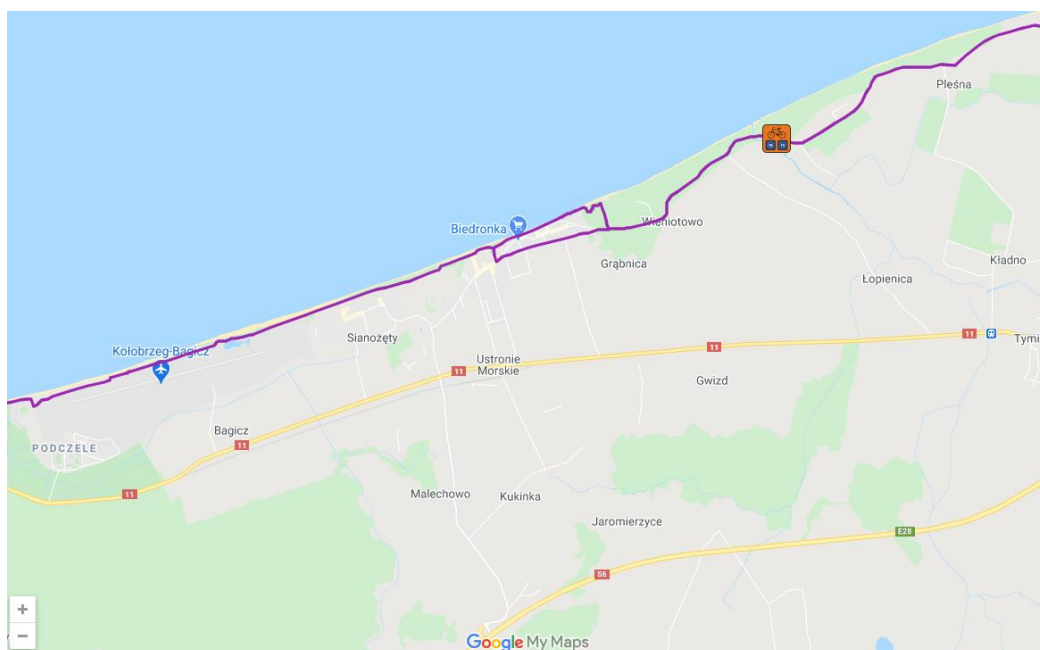 Pleśna
Wieniotowo
Biedronka
Grąbnica
Kładno
Łopienica
11
Tymi
Sianożęty
Kołobrzeg-Bagicz
11
Ustronie
Morskie
11
Gwizd
Bagicz
11
PODCZELE
11
Malechowo
Kukinka
Jaromierzyce
E28
S6
+
−
Google My Maps